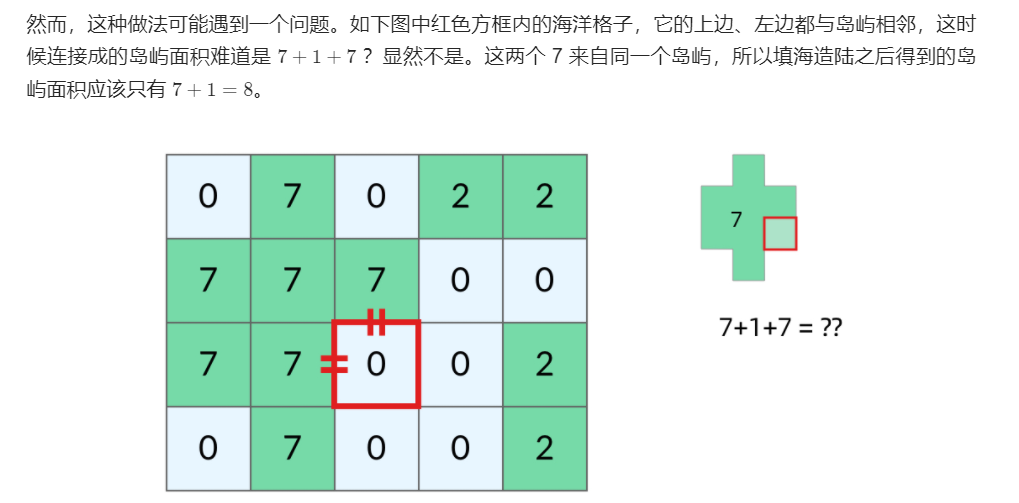 然而，这种做法可能遇到一个问题。如下图中红色方框内的海洋格子，它的上边、左边都与岛屿相邻，这时
候连接成的岛屿面积难道是 7 + 1 + 7？显然不是。这两个 7 来自同一个岛屿，所以填海造陆之后得到的岛
屿面积应该只有 7 + 1 = 8。
0 7 0 2 2
7 7 7 0 0
7 7 0 0 2
0 7 0 0 2
7
7+1+7 = ??